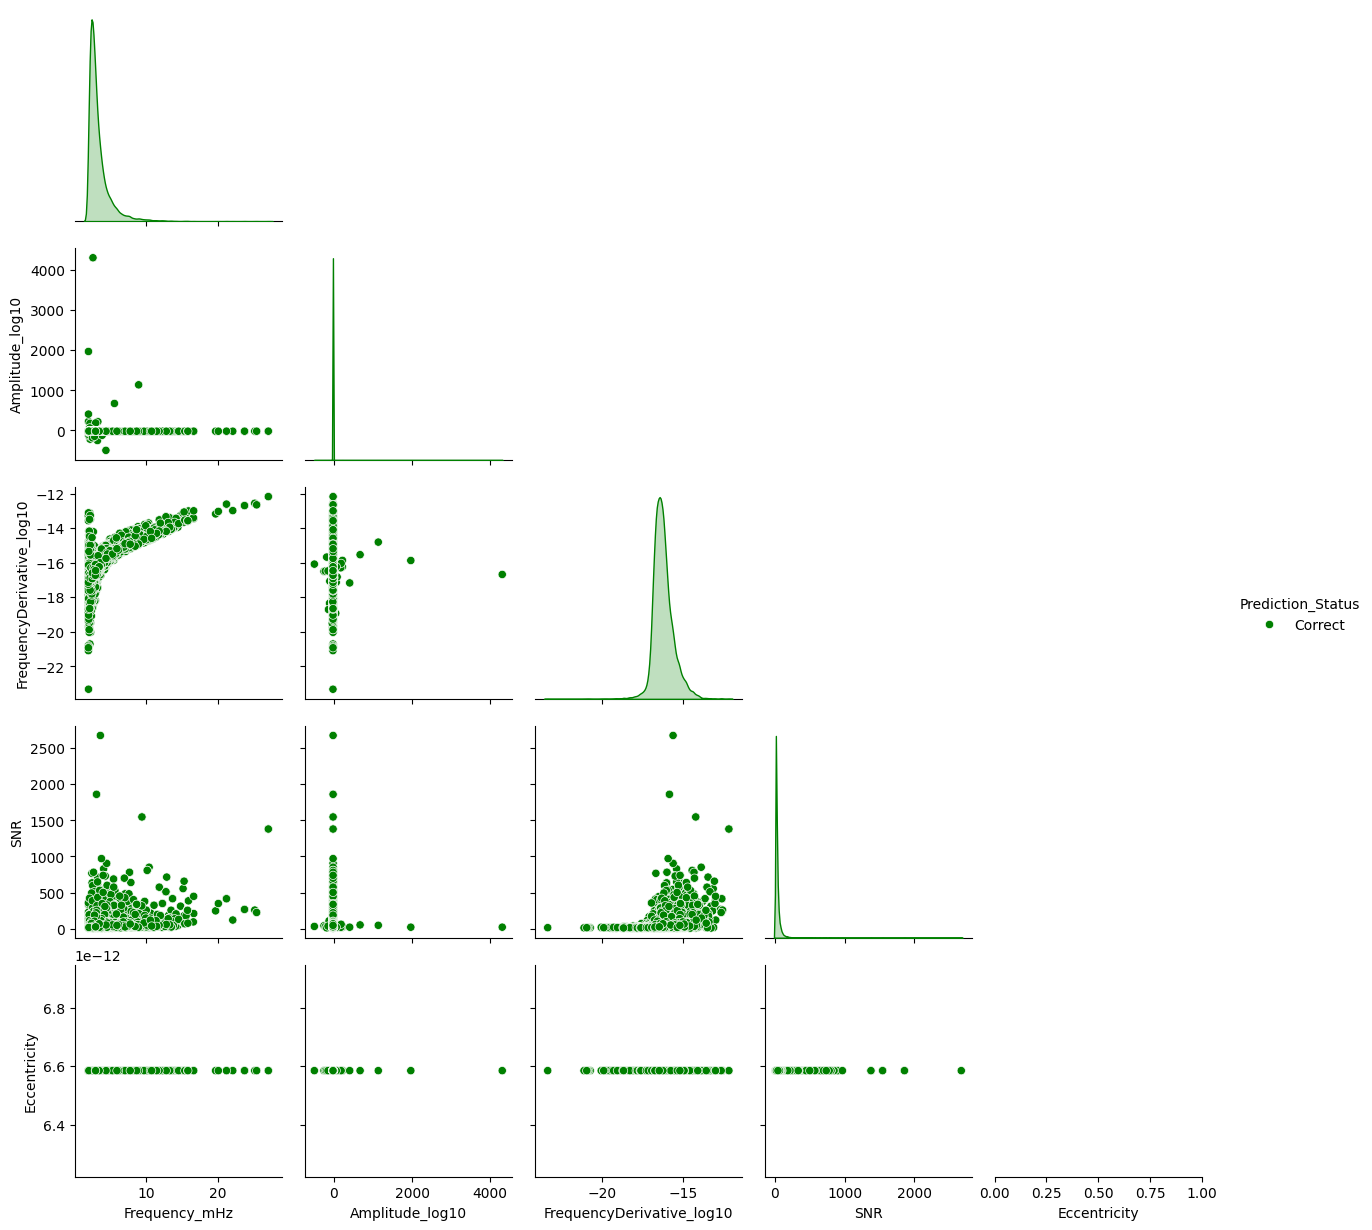 Amplitude_log10
4000
3000
2000
1000
0
FrequencyDerivative_log10
−12
−14
−16
−18
−20
−22
Prediction_Status
Correct
SNR
2500
2000
1500
1000
500
0
1e−12
Eccentricity
6.8
6.6
6.4
10 20
0 2000 4000
−20 −15
0 1000 2000
0.00 0.25 0.50 0.75 1.00
Frequency_mHz Amplitude_log10 FrequencyDerivative_log10 SNR Eccentricity